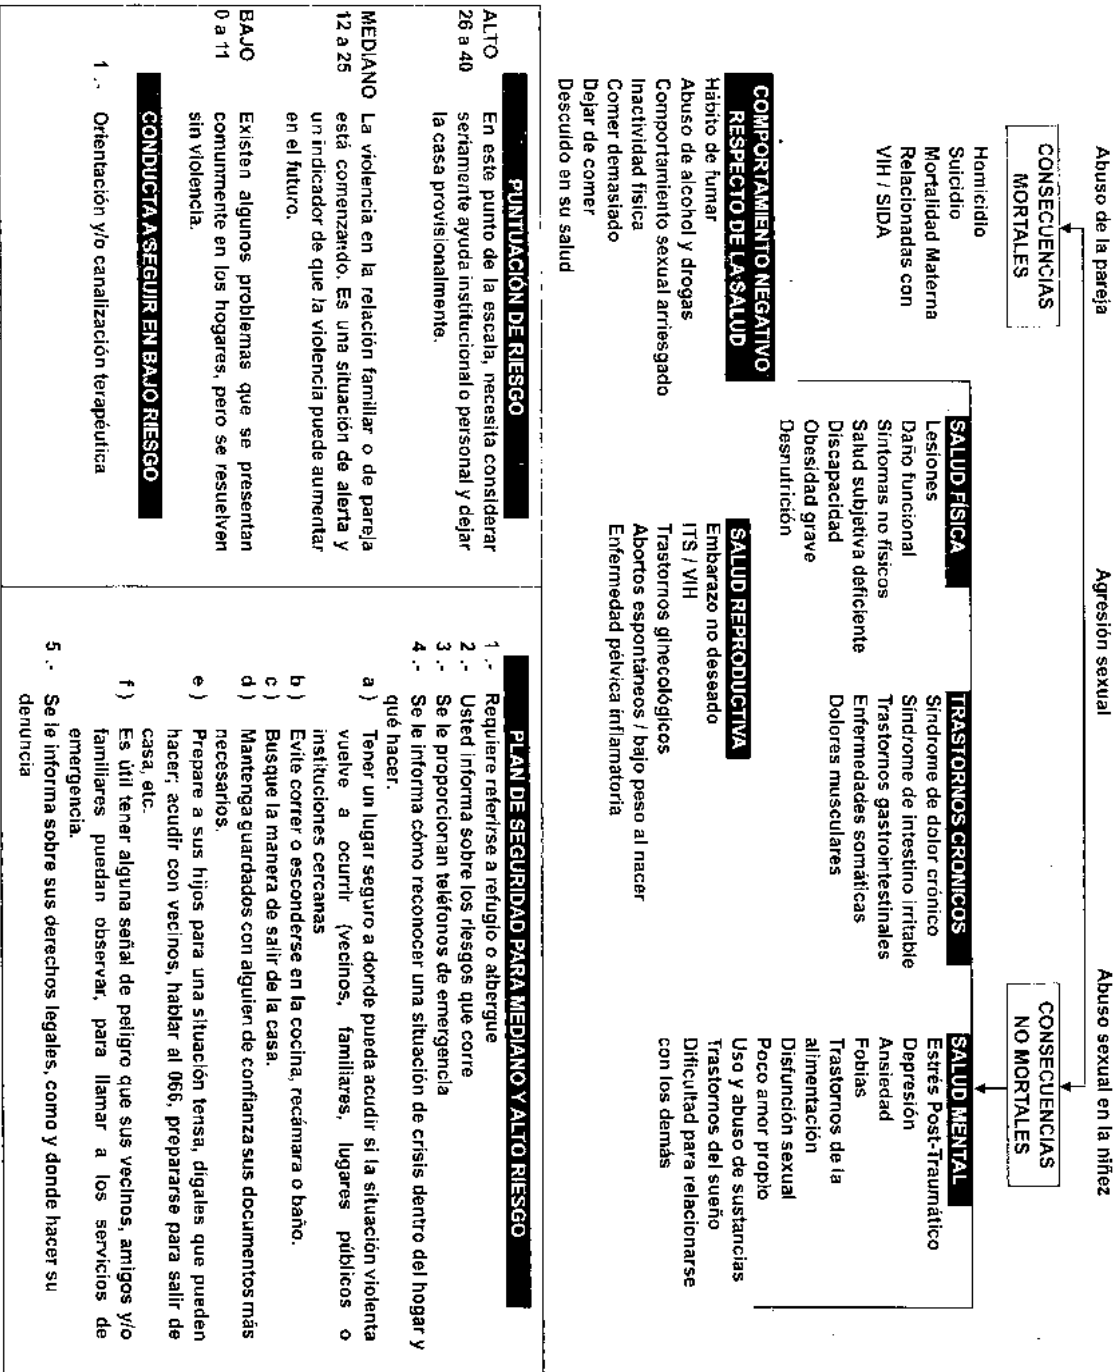 Abuso de la pareja
Agresión sexual
Abuso sexual en la niñez
CONSECUENCIAS
MORTALES
Homicidio
Suicidio
Mortalidad Materna
Relacionadas con
VIH / SIDA
CONSECUENCIAS
NO MORTALES
SALUD FÍSICA
Lesiones
Daño funcional
Síntomas no físicos
Salud subjetiva deficiente
Discapacidad
Obesidad grave
Desnutrición
TRASTORNOS CRONICOS
Síndrome de dolor crónico
Síndrome de intestino irritable
Trastornos gastrointestinales
Enfermedades somáticas
Dolores musculares
SALUD MENTAL
Estrés Post-Traumático
Depresión
Ansiedad
Fobias
Trastornos de la
alimentación
Disfunción sexual
Poco amor propio
Uso y abuso de sustancias
Trastornos del sueño
Dificultad para relacionarse
con los demás
COMPORTAMIENTO NEGATIVO
RESPECTO DE LA SALUD
Hábito de fumar
Abuso de alcohol y drogas
Comportamiento sexual arriesgado
Inactividad física
Comer demasiado
Dejar de comer
Descuido en su salud
SALUD REPRODUCTIVA
Embarazo no deseado
ITS / VIH
Trastornos ginecológicos
Abortos espontáneos / bajo peso al nacer
Enfermedad pélvica inflamatoria
PUNTUACIÓN DE RIESGO
ALTO En este punto de la escala, necesita considerar
26 a 40 seriamente ayuda institucional o personal y dejar
la casa provisionalmente.
MEDIANO La violencia en la relación familiar o de pareja
12 a 25 está comenzando. Es una situación de alerta y
un indicador de que la violencia puede aumentar
en el futuro.
BAJO Existen algunos problemas que se presentan
0 a 11 comunmente en los hogares, pero se resuelven
sin violencia.
CONDUCTA A SEGUIR EN BAJO RIESGO
1 .- Orientación y/o canalización terapéutica
PLAN DE SEGURIDAD PARA MEDIANO Y ALTO RIESGO
1 .- Requiere referirse a refugio o albergue
2 .- Usted informa sobre los riesgos que corre
3 .- Se le proporcionan teléfonos de emergencia
4 .- Se le informa cómo reconocer una situación de crisis dentro del hogar y
qué hacer.
a ) Tener un lugar seguro a donde pueda acudir si la situación violenta
vuelve a ocurrir (vecinos, familiares, lugares públicos o
instituciones cercanas
b ) Evite correr o esconderse en la cocina, recámara o baño.
c ) Busque la manera de salir de la casa.
d ) Mantenga guardados con alguien de confianza sus documentos más
necesarios.
e ) Prepare a sus hijos para una situación tensa, dígales que pueden
hacer; acudir con vecinos, hablar al 066, prepararse para salir de
casa, etc.
f ) Es útil tener alguna señal de peligro que sus vecinos, amigos y/o
familiares puedan observar, para llamar a los servicios de
emergencia.
5 .- Se le informa sobre sus derechos legales, como y donde hacer su
denuncia